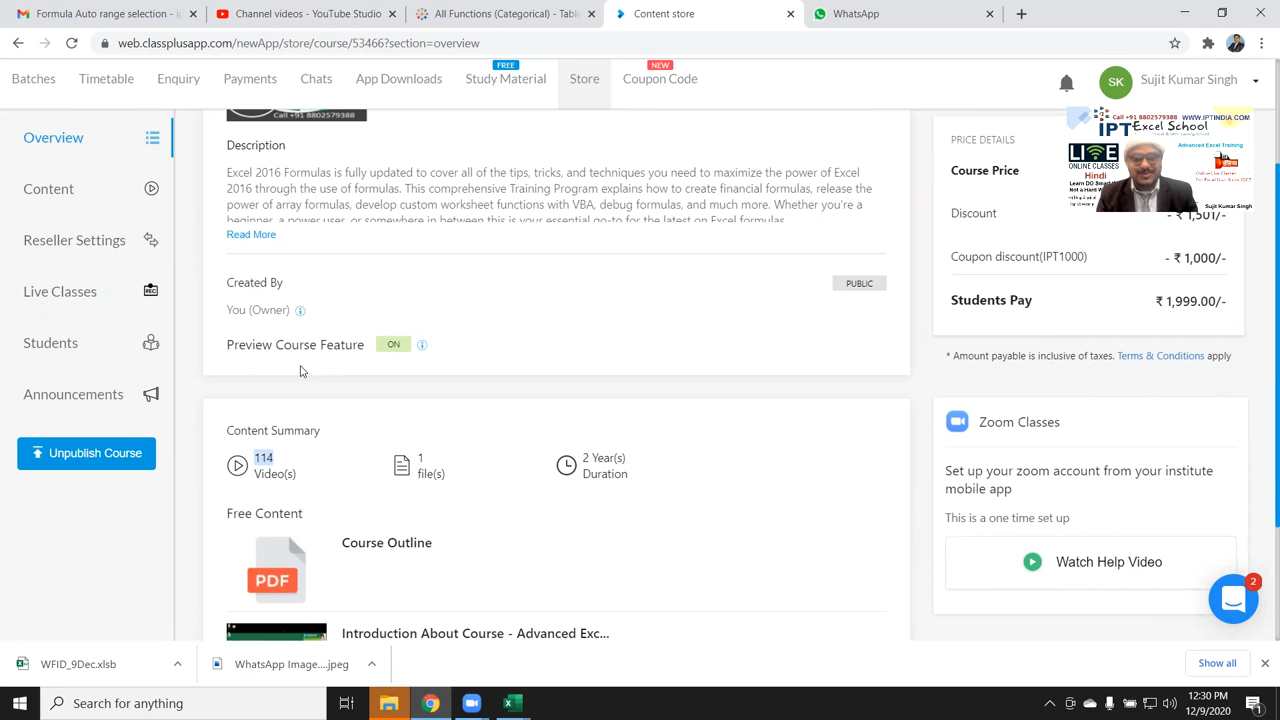 Formula Auto range selection - ip
YouTube Studio
All Functions (Categorical) - Table
Content store
WhatsApp
web.classplusapp.com/newApp/store/course/53466?section=overview
FREE
NEW
Batches
Timetable
Enquiry
Payments
Chats
App Downloads
Study Material
Store
Coupon Code
SK
Sujit Kumar Singh
Overview
Content
Reseller Settings
Live Classes
Students
Announcements
Unpublish Course
Call +91 8802579388
Description
Excel 2016 Formulas is fully updated to cover all of the tips, tricks, and techniques you need to maximize the power of Excel
2016 through the use of formulas. This comprehensive Training Program explains how to create financial formulas, release the
power of array formulas, develop custom worksheet functions with VBA, debug formulas, and much more. Whether you're a
beginner, a power user, or somewhere in between this is your essential go-to for the latest on Excel formulas.
Read More
Created By
PUBLIC
You (Owner)
Preview Course Feature
ON
Content Summary
114
Video(s)
1
file(s)
2 Year(s)
Duration
Free Content
PDF
Course Outline
Introduction About Course - Advanced Exc...
PRICE DETAILS
Course Price
Discount
- ₹ 1,501/-
Coupon discount(IPT1000)
- ₹ 1,000/-
Students Pay
₹ 1,999.00/-
* Amount payable is inclusive of taxes. Terms & Conditions apply
Call +91 8802579388 WWW.IPTINDIA.COM
IPT Excel School
LIVE
ONLINE CLASSES
Hindi
Advanced Excel Training
Sujit Kumar Singh
Zoom Classes
Set up your zoom account from your institute
mobile app
This is a one time set up
Watch Help Video
2
WFID_9Dec.xlsb
WhatsApp Image....jpeg
Show all
Search for anything
12:30 PM
12/9/2020
1